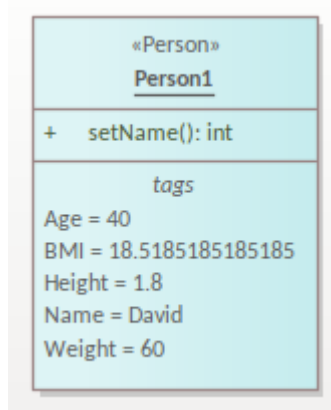 «Person»
Person1
+ setName(): int
tags
Age = 40
BMI = 18.5185185185185
Height = 1.8
Name = David
Weight = 60